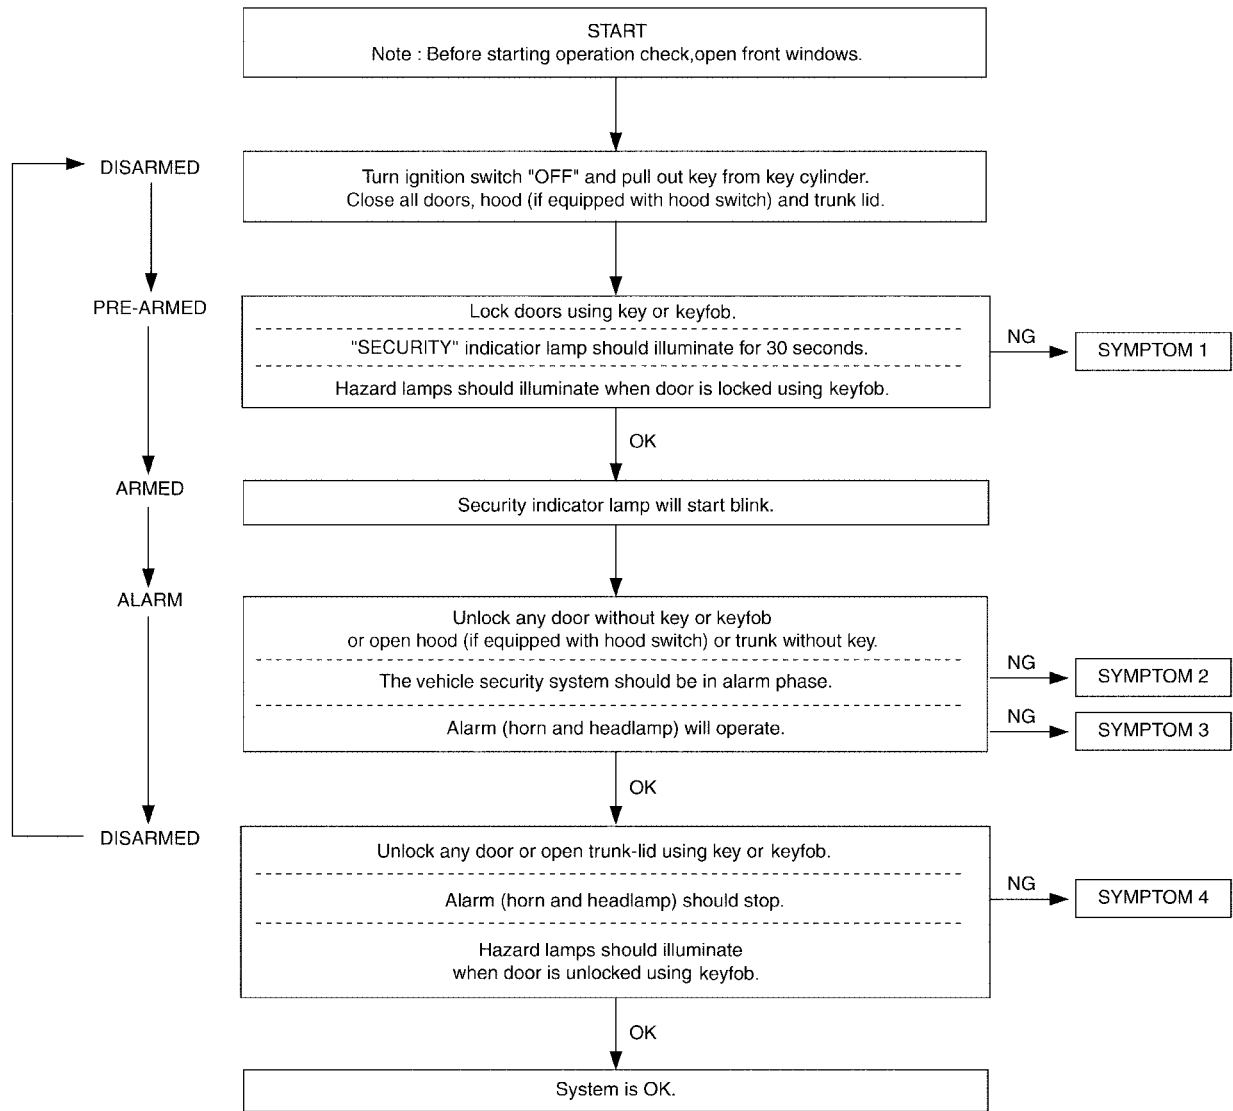 START
Note : Before starting operation check,open front windows.
DISARMED
Turn ignition switch "OFF" and pull out key from key cylinder.
Close all doors, hood (if equipped with hood switch) and trunk lid.
PRE-ARMED
Lock doors using key or keyfob.
"SECURITY" indicatior lamp should illuminate for 30 seconds.
Hazard lamps should illuminate when door is locked using keyfob.
NG
SYMPTOM 1
OK
ARMED
Security indicator lamp will start blink.
ALARM
Unlock any door without key or keyfob
or open hood (if equipped with hood switch) or trunk without key.
The vehicle security system should be in alarm phase.
NG
SYMPTOM 2
Alarm (horn and headlamp) will operate.
NG
SYMPTOM 3
OK
DISARMED
Unlock any door or open trunk-lid using key or keyfob.
Alarm (horn and headlamp) should stop.
NG
SYMPTOM 4
Hazard lamps should illuminate
when door is unlocked using keyfob.
OK
System is OK.